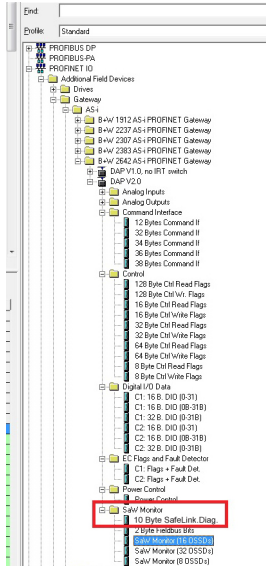 Find:
Profile: Standard
PROFIBUS DP
PROFIBUS-PA
PROFINET IO
Additional Field Devices
Drives
Gateway
AS-i
B+W 1912 AS-i PROFINET Gateway
B+W 2237 AS-i PROFINET Gateway
B+W 2307 AS-i PROFINET Gateway
B+W 2383 AS-i PROFINET Gateway
B+W 2642 AS-i PROFINET Gateway
DAP V1.0, no IRT switch
DAP V2.0
Analog Inputs
Analog Outputs
Command Interface
12 Bytes Command If
32 Bytes Command If
34 Bytes Command If
36 Bytes Command If
38 Bytes Command If
Control
128 Byte Ctrl Read Flags
128 Byte Ctrl Wr. Flags
16 Byte Ctrl Read Flags
16 Byte Ctrl Write Flags
32 Byte Ctrl Read Flags
32 Byte Ctrl Write Flags
64 Byte Ctrl Read Flags
64 Byte Ctrl Write Flags
8 Byte Ctrl Read Flags
8 Byte Ctrl Write Flags
Digital I/O Data
C1: 16 B. DIO (0-31)
C1: 16 B. DIO (0B-31B)
C1: 32 B. DIO (0-31B)
C2: 16 B. DIO (0-31)
C2: 16 B. DIO (0B-31B)
C2: 32 B. DIO (0-31B)
EC Flags and Fault Detector
C1: Flags + Fault Det.
C2: Flags + Fault Det.
Power Control
Power Control
SaW Monitor
10 Byte SafeLink.Diag.
2 Byte Fieldbus Bits
SaW Monitor (16 OSSDs)
SaW Monitor (32 OSSDs)
SaW Monitor (8 OSSDs)